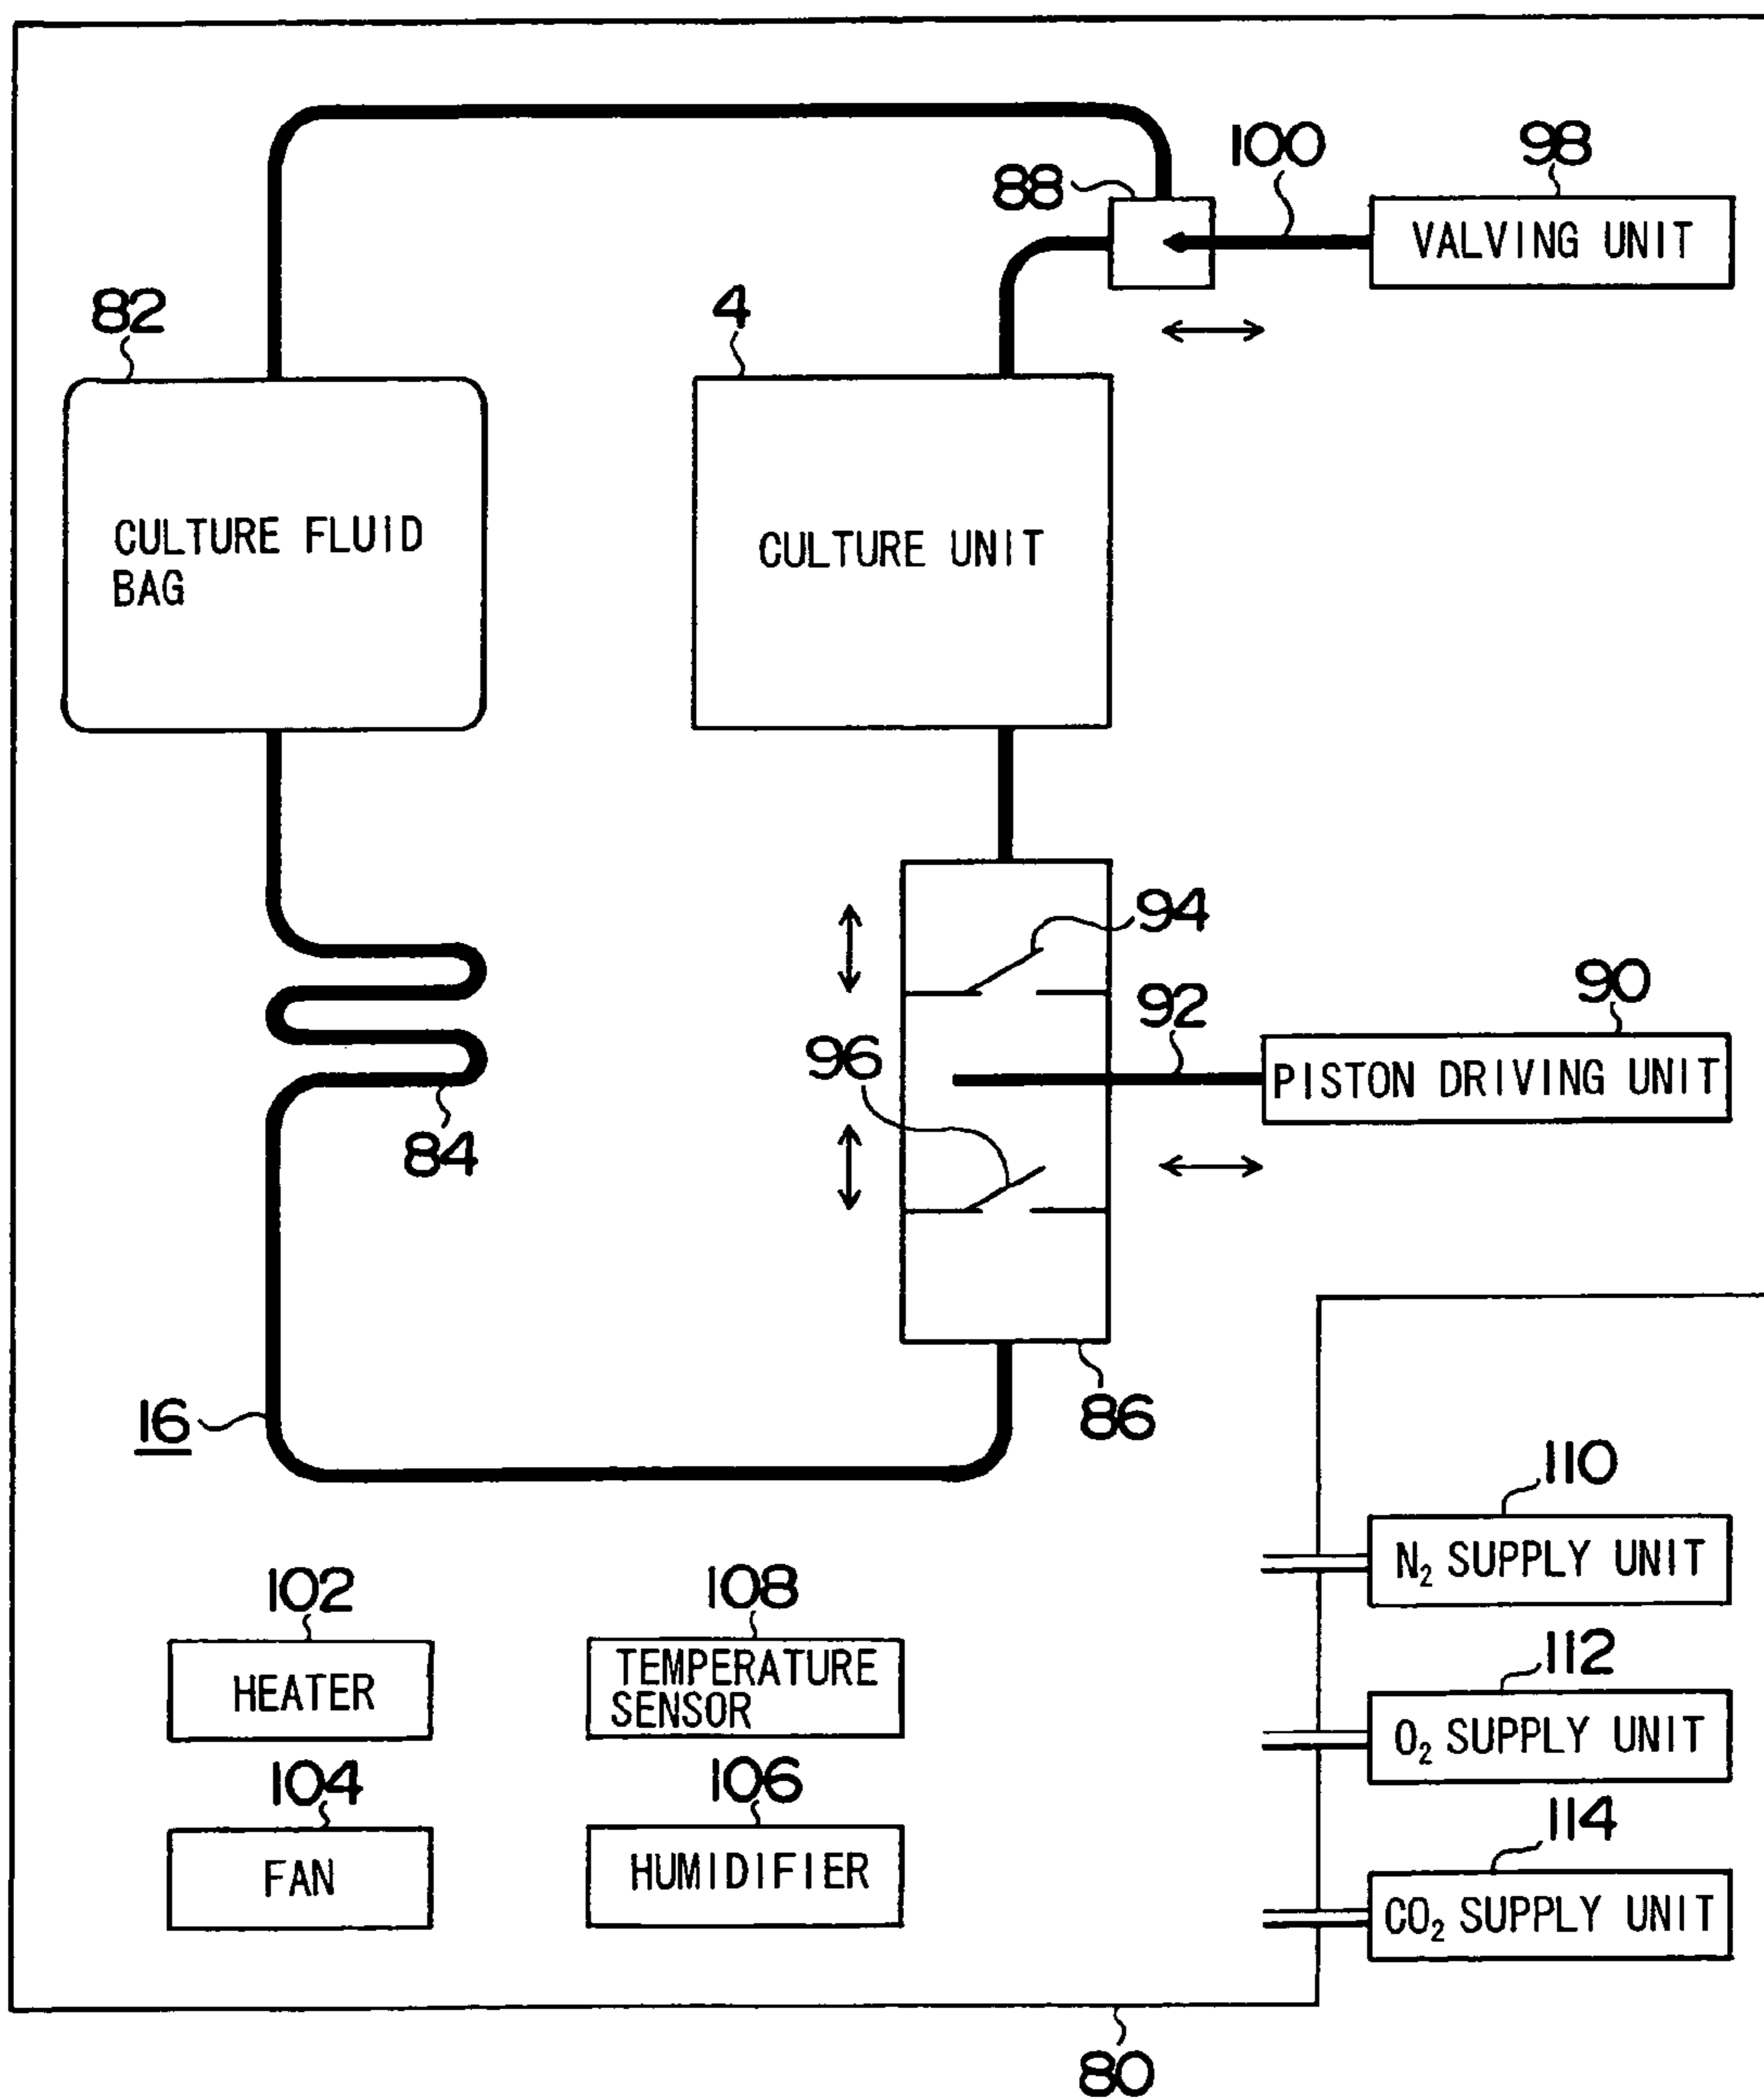 100
98
88
VALVING UNIT
82
4
CULTURE FLUID
BAG
CULTURE UNIT
94
90
92
96
PISTON DRIVING UNIT
84
16
86
110
N₂ SUPPLY UNIT
102
108
HEATER
TEMPERATURE
SENSOR
112
O₂ SUPPLY UNIT
104
106
FAN
HUMIDIFIER
114
CO₂ SUPPLY UNIT
80